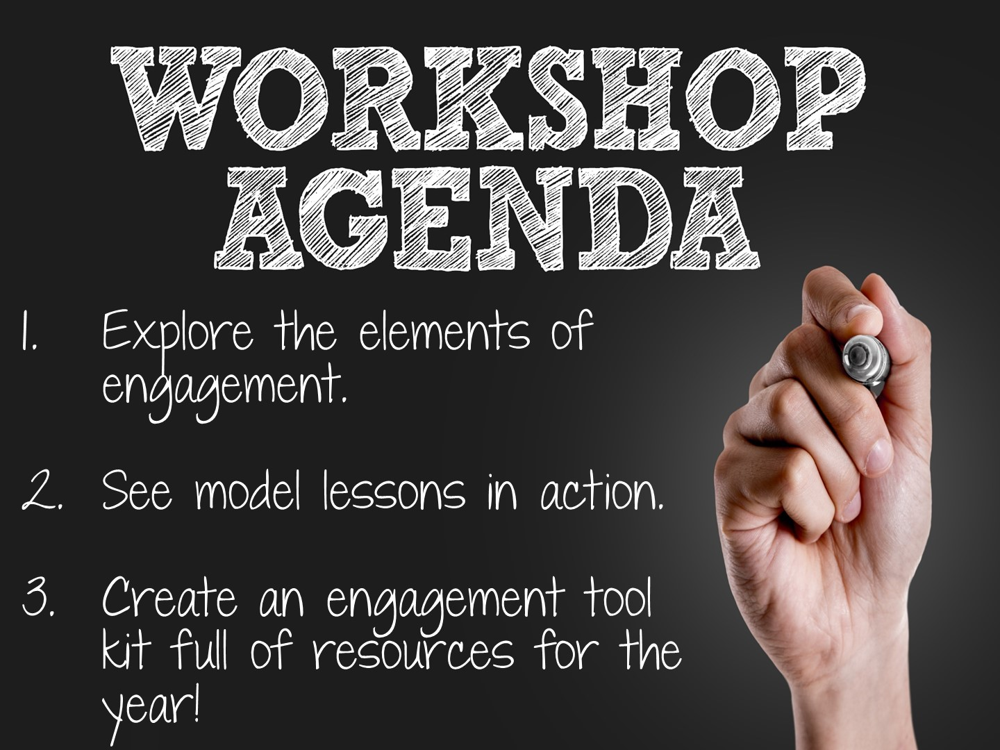 WORKSHOP
AGENDA
1. Explore the elements of
engagement.
2. See model lessons in action.
3. Create an engagement tool
kit full of resources for the
year!